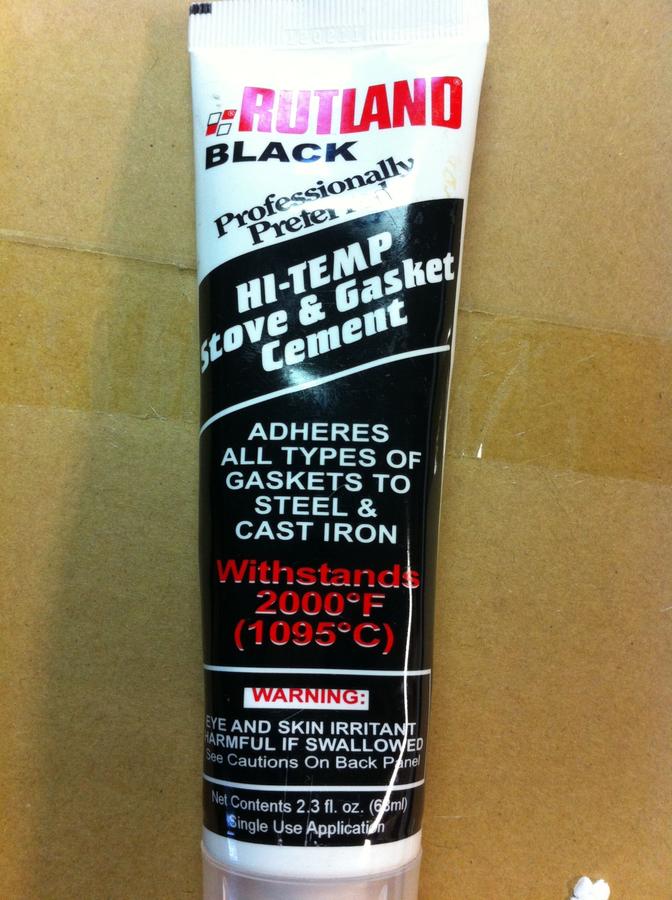 RUTLAND
BLACK
Professionally
Preferred
HI-TEMP
Stove & Gasket
Cement
ADHERES
ALL TYPES OF
GASKETS TO
STEEL &
CAST IRON
Withstands
2000°F
(1095°C)
WARNING:
EYE AND SKIN IRRITANT
HARMFUL IF SWALLOWED
See Cautions On Back Panel
Net Contents 2.3 fl. oz. (68ml)
Single Use Application